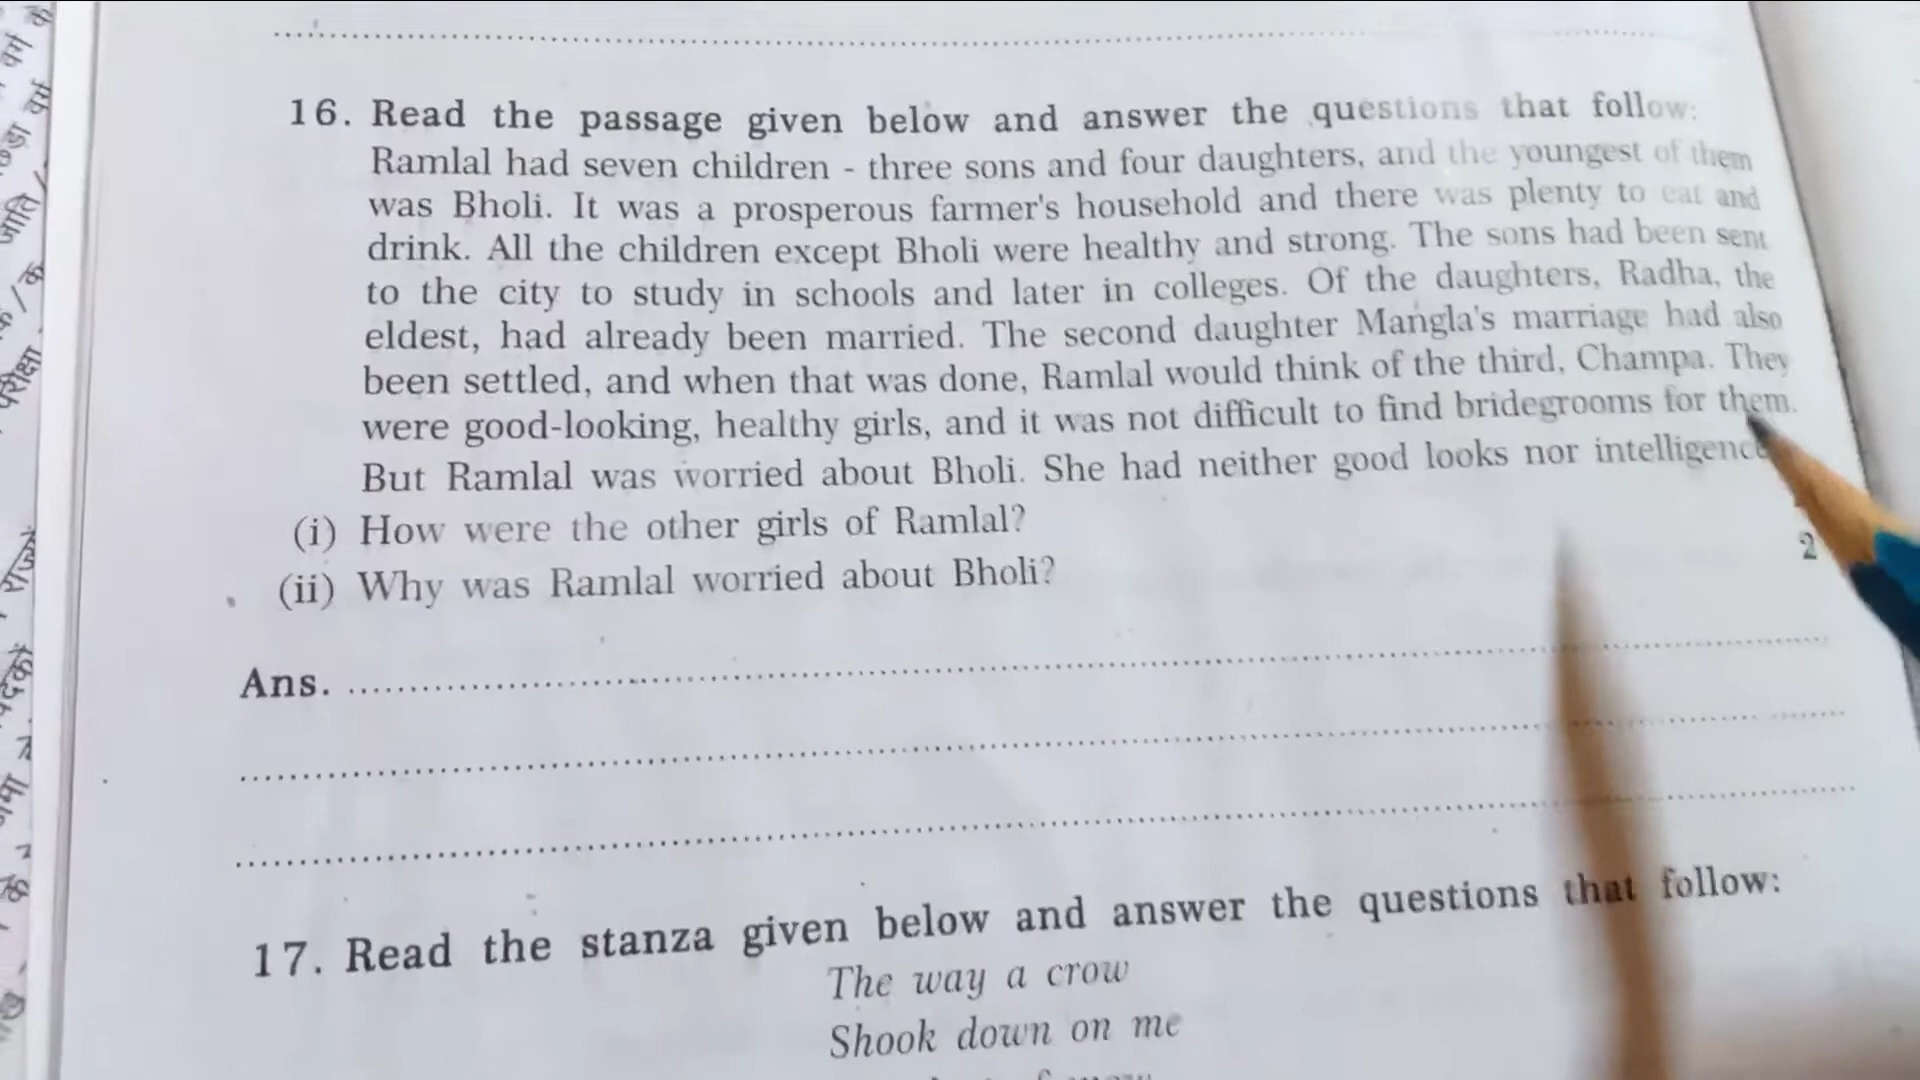 16. Read the passage given below and answer the questions that follow:
Ramlal had seven children - three sons and four daughters, and the youngest of them
was Bholi. It was a prosperous farmer's household and there was plenty to eat and
drink. All the children except Bholi were healthy and strong. The sons had been sent
to the city to study in schools and later in colleges. Of the daughters, Radha, the
eldest, had already been married. The second daughter Mangla's marriage had also
been settled, and when that was done, Ramlal would think of the third, Champa. They
were good-looking, healthy girls, and it was not difficult to find bridegrooms for them.
But Ramlal was worried about Bholi. She had neither good looks nor intelligence
(i) How were the other girls of Ramlal?
(ii) Why was Ramlal worried about Bholi?
2
Ans.
17. Read the stanza given below and answer the questions that follow:
The way a crow
Shook down on me